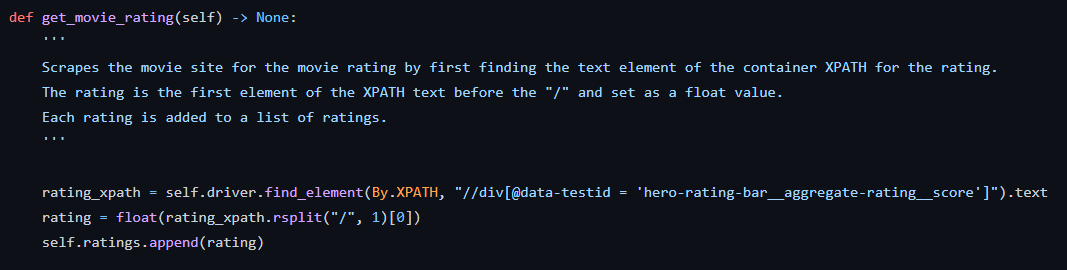 def get_movie_rating(self) -> None:
    '''
    Scrapes the movie site for the movie rating by first finding the text element of the container XPATH for the rating.
    The rating is the first element of the XPATH text before the "/" and set as a float value.
    Each rating is added to a list of ratings.
    '''

    rating_xpath = self.driver.find_element(By.XPATH, "//div[@data-testid = 'hero-rating-bar__aggregate-rating__score']").text
    rating = float(rating_xpath.rsplit("/", 1)[0])
    self.ratings.append(rating)